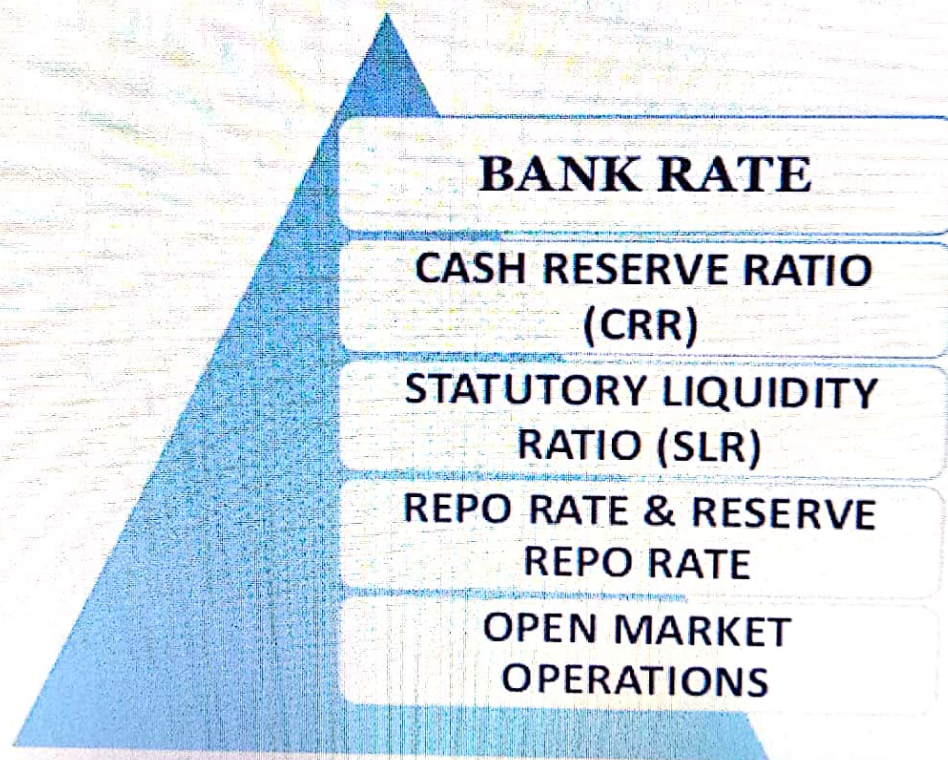 BANK RATE
CASH RESERVE RATIO
(CRR)
STATUTORY LIQUIDITY
RATIO (SLR)
REPO RATE & RESERVE
REPO RATE
OPEN MARKET
OPERATIONS